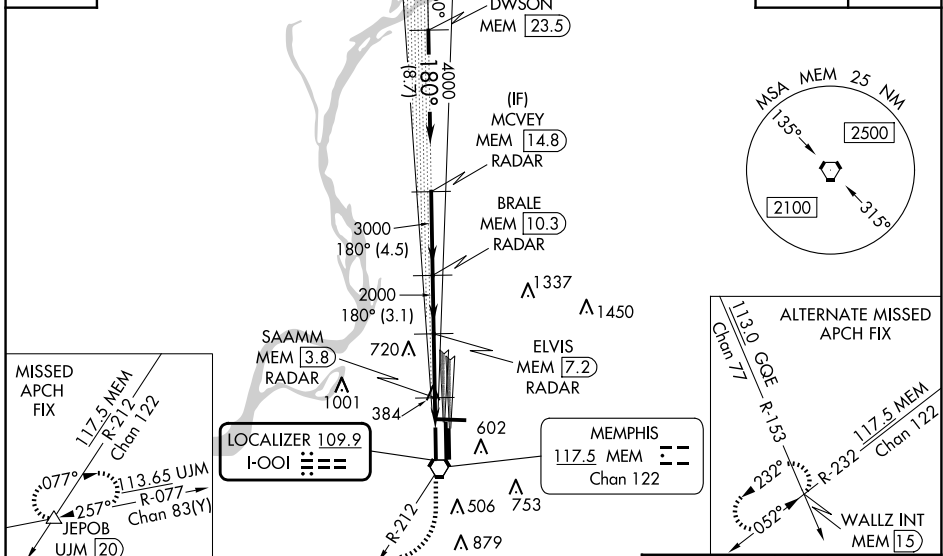 DWSON
MEM 23.5
4000
180°
(8.7)
(IF)
MCVEY
MEM 14.8
RADAR
MSA MEM 25 NM
135°
2500
2100
315°
BRALE
MEM 10.3
RADAR
3000
180° (4.5)
2000
180° (3.1)
1337
1450
SAAMM
MEM 3.8
RADAR
720
1001
384
ELVIS
MEM 7.2
RADAR
602
LOCALIZER 109.9
I-OOI
MEMPHIS
117.5 MEM
Chan 122
R-212
506
753
879
MISSED
APCH
FIX
117.5 MEM
R-212
Chan 122
077°
257°
113.65 UJM
R-077
Chan 83(Y)
JEPOB
UJM 20
ALTERNATE MISSED
APCH FIX
113.0 GQE
Chan 77
R-153
117.5 MEM
Chan 122
R-232
232°
052°
WALLZ INT
MEM 15